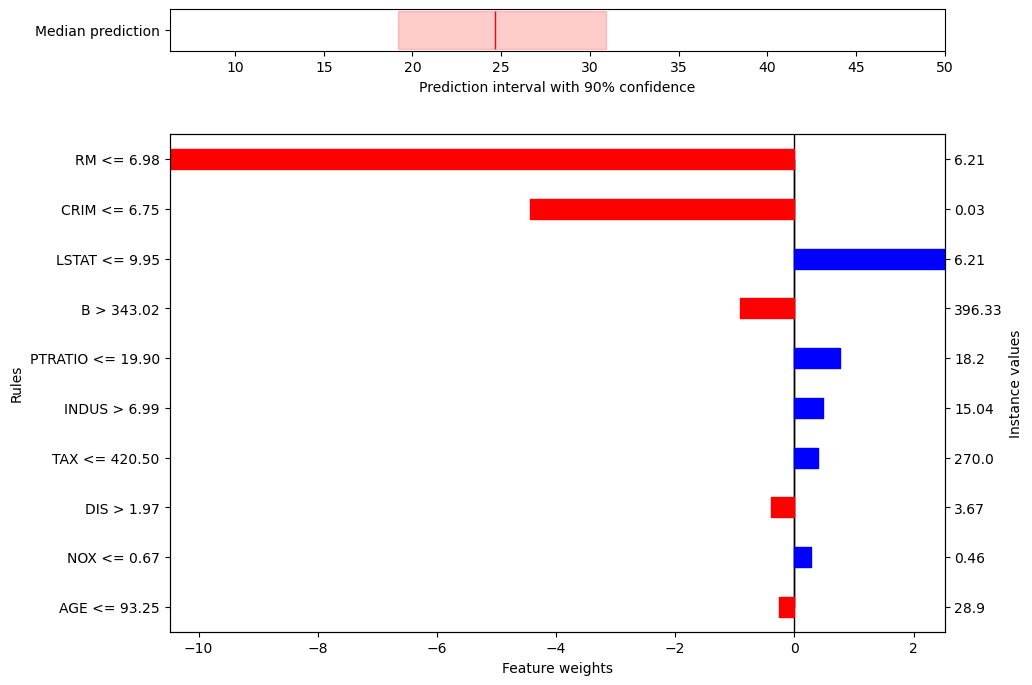 Median prediction
10 15 20 25 30 35 40 45 50
Prediction interval with 90% confidence
RM <= 6.98 6.21
CRIM <= 6.75 0.03
LSTAT <= 9.95 6.21
B > 343.02 396.33
PTRATIO <= 19.90 18.2
INDUS > 6.99 15.04
TAX <= 420.50 270.0
DIS > 1.97 3.67
NOX <= 0.67 0.46
AGE <= 93.25 28.9
Rules
Instance values
−10 −8 −6 −4 −2 0 2
Feature weights